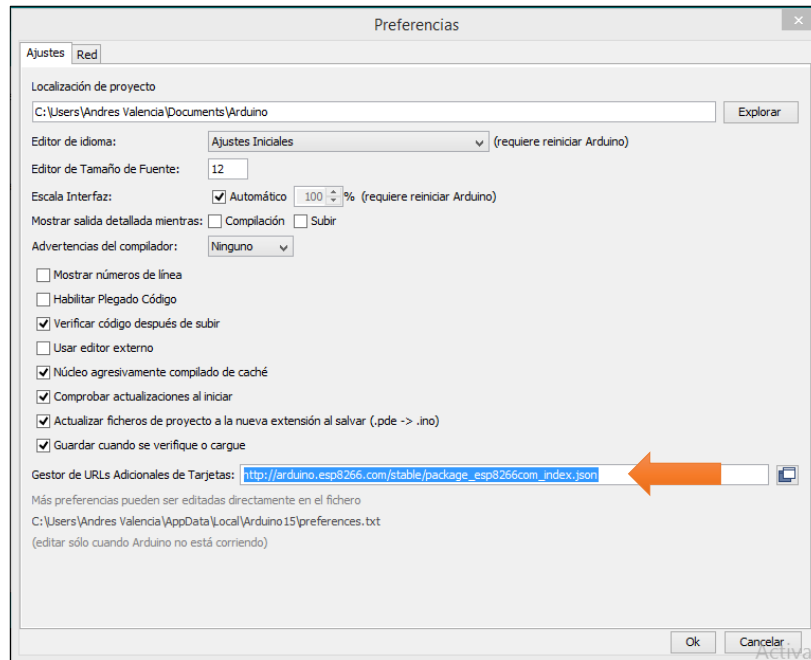 Preferencias
Ajustes Red
Localización de proyecto
C:\Users\Andres Valencia\Documents\Arduino Explorar
Editor de idioma: Ajustes Iniciales (requiere reiniciar Arduino)
Editor de Tamaño de Fuente: 12
Escala Interfaz: Automático 100 % (requiere reiniciar Arduino)
Mostrar salida detallada mientras: Compilación Subir
Advertencias del compilador: Ninguno
Mostrar números de línea
Habilitar Plegado Código
Verificar código después de subir
Usar editor externo
Núcleo agresivamente compilado de caché
Comprobar actualizaciones al iniciar
Actualizar ficheros de proyecto a la nueva extensión al salvar (.pde -> .ino)
Guardar cuando se verifique o cargue
Gestor de URLs Adicionales de Tarjetas: http://arduino.esp8266.com/stable/package_esp8266com_index.json
Más preferencias pueden ser editadas directamente en el fichero
C:\Users\Andres Valencia\AppData\Local\Arduino15\preferences.txt
(editar sólo cuando Arduino no está corriendo)
Ok Cancelar
Activa